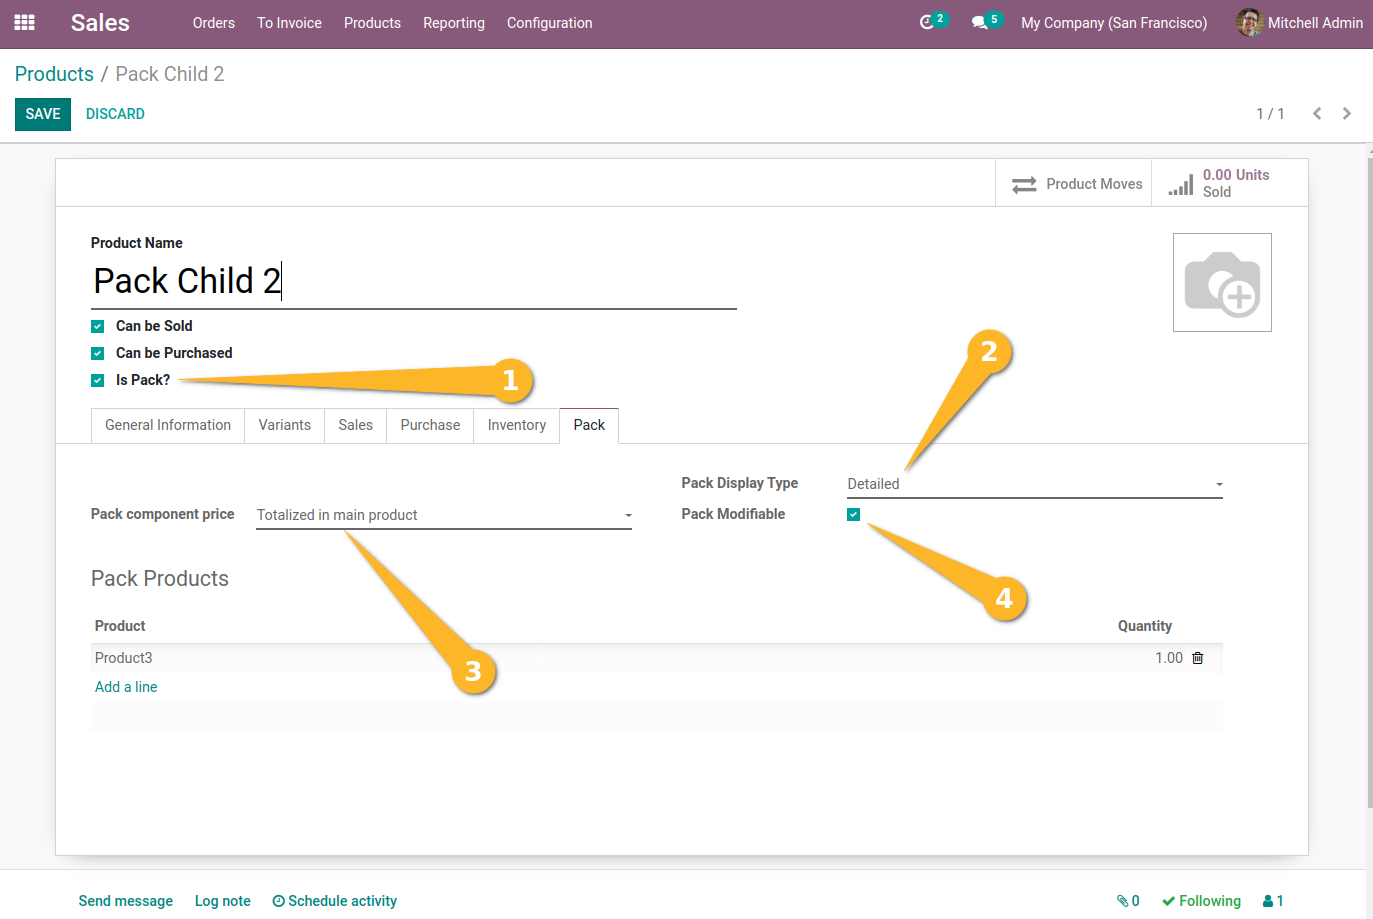 Sales Orders To Invoice Products Reporting Configuration 2 5 My Company (San Francisco) Mitchell Admin
Products / Pack Child 2
SAVE DISCARD 1 / 1
Product Moves 0.00 Units
Sold
Product Name
Pack Child 2
Can be Sold
Can be Purchased
Is Pack? 1
2
General Information Variants Sales Purchase Inventory Pack
Pack Display Type Detailed
Pack component price Totalized in main product Pack Modifiable
Pack Products
4
Product Quantity
Product3 1.00
3
Add a line
Send message Log note Schedule activity 0 Following 1